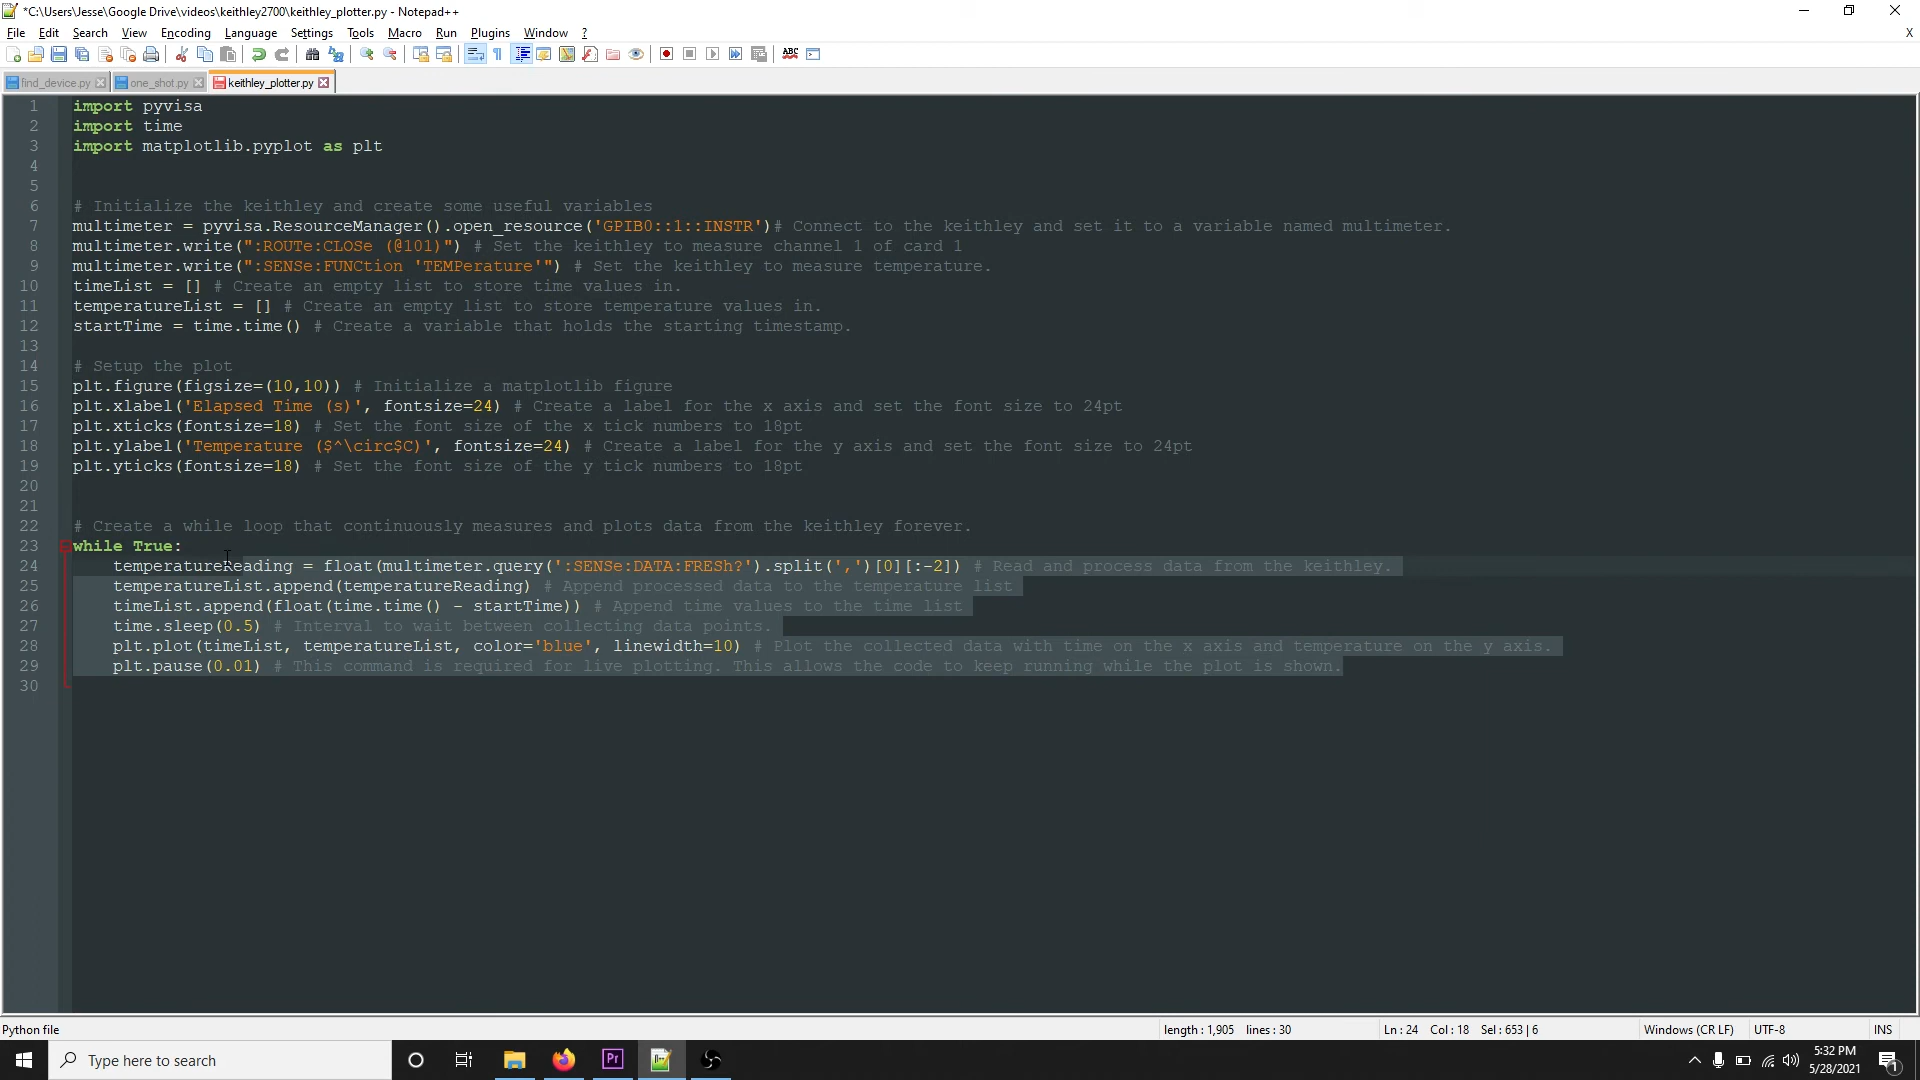 *C:\Users\Jesse\Google Drive\videos\keithley2700\keithley_plotter.py - Notepad++
File Edit Search View Encoding Language Settings Tools Macro Run Plugins Window ? X
find_device.py one_shot.py keithley_plotter.py
1 import pyvisa
2 import time
3 import matplotlib.pyplot as plt
4
5
6 # Initialize the keithley and create some useful variables
7 multimeter = pyvisa.ResourceManager().open_resource('GPIB0::1::INSTR')# Connect to the keithley and set it to a variable named multimeter.
8 multimeter.write(":ROUTe:CLOSe (@101)") # Set the keithley to measure channel 1 of card 1
9 multimeter.write(":SENSe:FUNCtion 'TEMPerature'") # Set the keithley to measure temperature.
10 timeList = [] # Create an empty list to store time values in.
11 temperatureList = [] # Create an empty list to store temperature values in.
12 startTime = time.time() # Create a variable that holds the starting timestamp.
13
14 # Setup the plot
15 plt.figure(figsize=(10,10)) # Initialize a matplotlib figure
16 plt.xlabel('Elapsed Time (s)', fontsize=24) # Create a label for the x axis and set the font size to 24pt
17 plt.xticks(fontsize=18) # Set the font size of the x tick numbers to 18pt
18 plt.ylabel('Temperature ($^\circ$C)', fontsize=24) # Create a label for the y axis and set the font size to 24pt
19 plt.yticks(fontsize=18) # Set the font size of the y tick numbers to 18pt
20
21
22 # Create a while loop that continuously measures and plots data from the keithley forever.
23 while True:
24 temperatureReading = float(multimeter.query(':SENSe:DATA:FRESh?').split(',')[0][:-2]) # Read and process data from the keithley.
25 temperatureList.append(temperatureReading) # Append processed data to the temperature list
26 timeList.append(float(time.time() - startTime)) # Append time values to the time list
27 time.sleep(0.5) # Interval to wait between collecting data points.
28 plt.plot(timeList, temperatureList, color='blue', linewidth=10) # Plot the collected data with time on the x axis and temperature on the y axis.
29 plt.pause(0.01) # This command is required for live plotting. This allows the code to keep running while the plot is shown.
30
Python file length : 1,905 lines : 30 Ln : 24 Col : 18 Sel : 653 | 6 Windows (CR LF) UTF-8 INS
Type here to search Pr 5:32 PM
5/28/2021 1